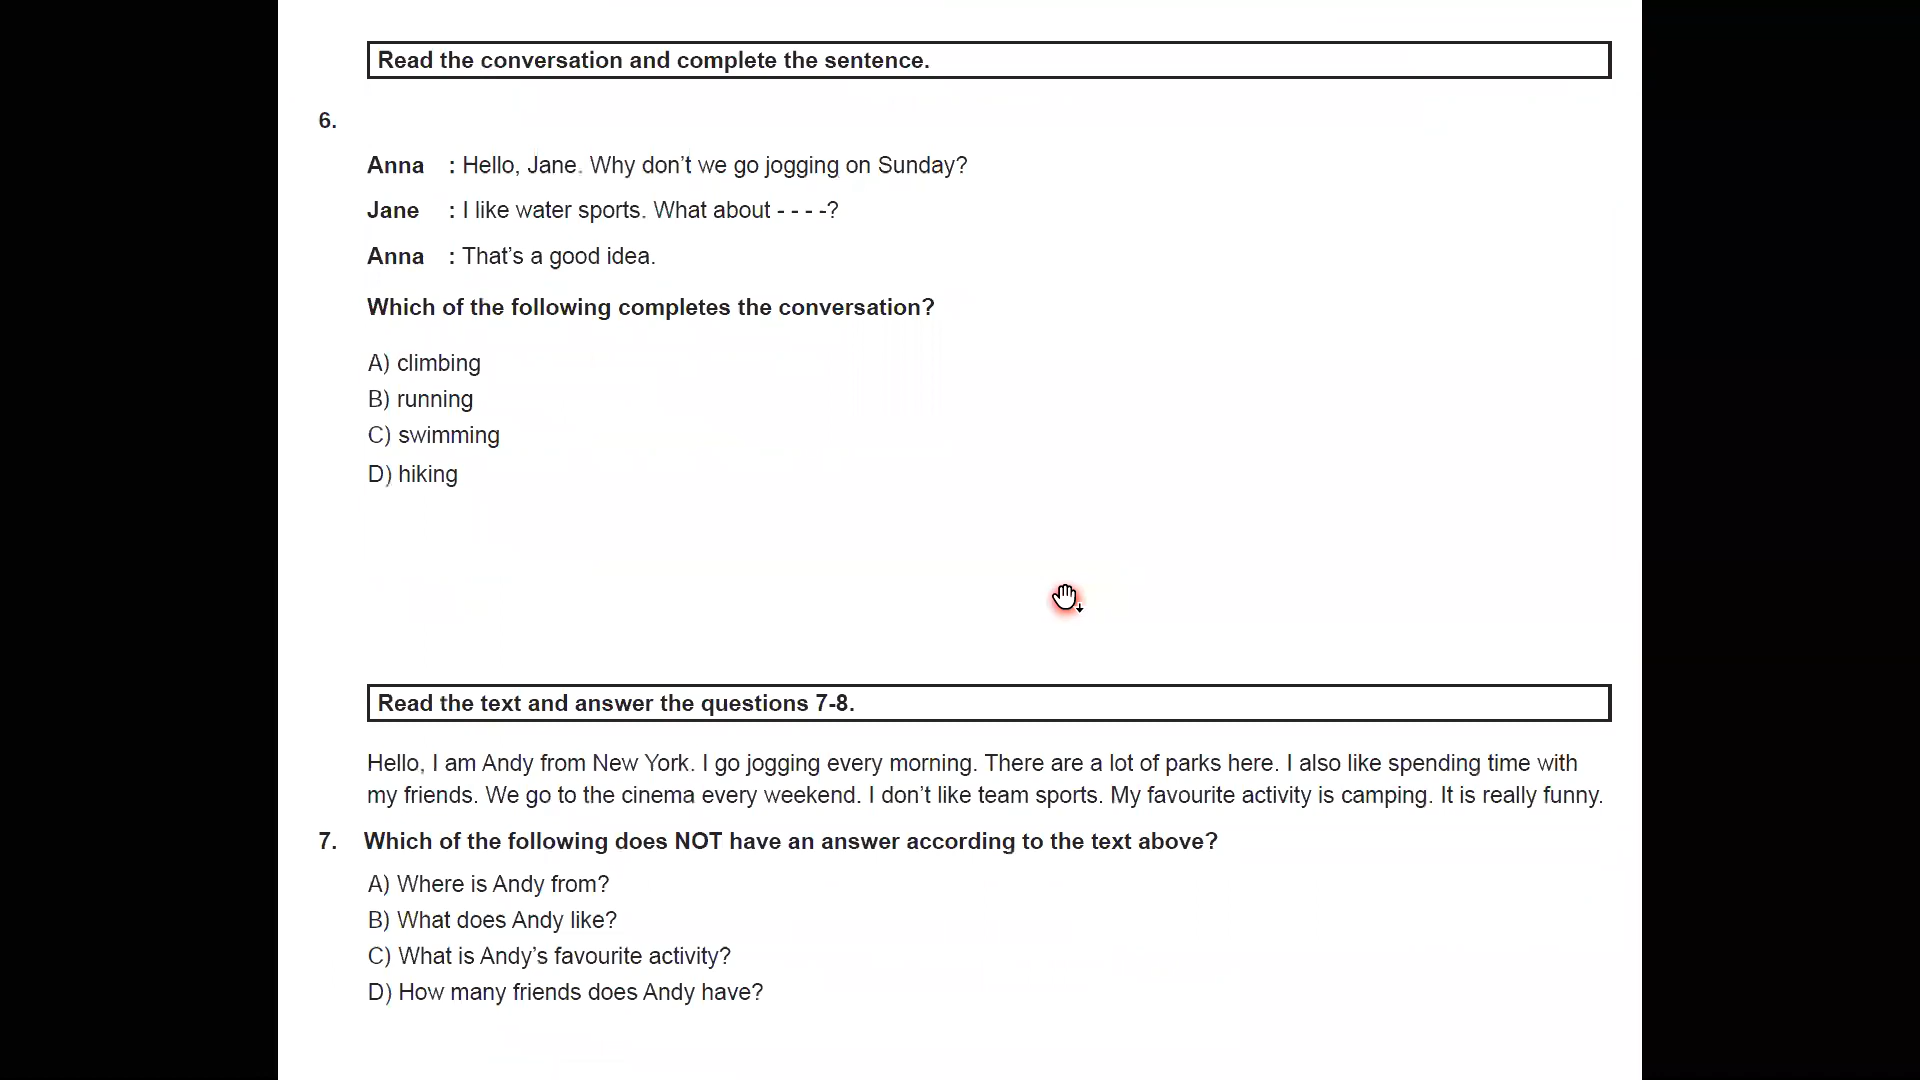 Read the conversation and complete the sentence.
6.
Anna : Hello, Jane. Why don’t we go jogging on Sunday?
Jane : I like water sports. What about - - - -?
Anna : That’s a good idea.
Which of the following completes the conversation?
A) climbing
B) running
C) swimming
D) hiking
Read the text and answer the questions 7-8.
Hello, I am Andy from New York. I go jogging every morning. There are a lot of parks here. I also like spending time with
my friends. We go to the cinema every weekend. I don’t like team sports. My favourite activity is camping. It is really funny.
7. Which of the following does NOT have an answer according to the text above?
A) Where is Andy from?
B) What does Andy like?
C) What is Andy’s favourite activity?
D) How many friends does Andy have?